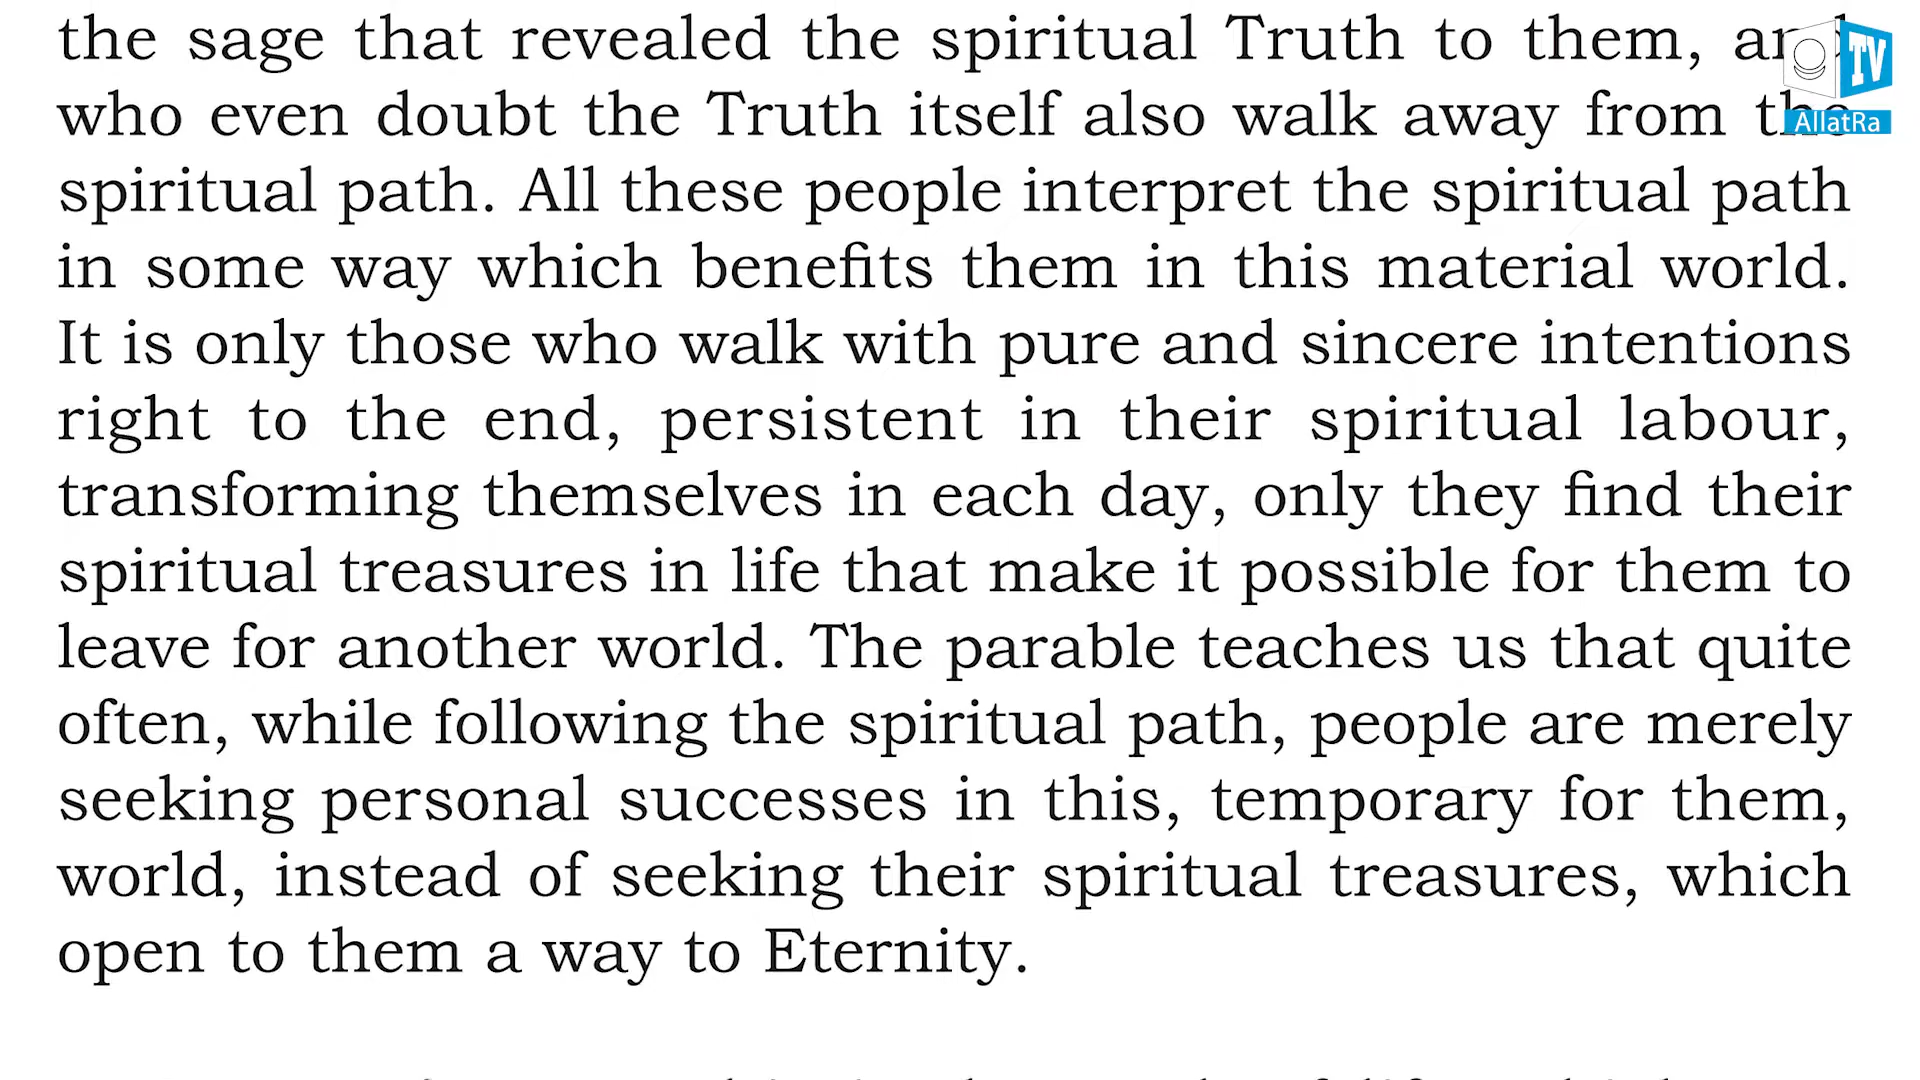 the sage that revealed the spiritual Truth to them, and
who even doubt the Truth itself also walk away from the
spiritual path. All these people interpret the spiritual path
in some way which benefits them in this material world.
It is only those who walk with pure and sincere intentions
right to the end, persistent in their spiritual labour,
transforming themselves in each day, only they find their
spiritual treasures in life that make it possible for them to
leave for another world. The parable teaches us that quite
often, while following the spiritual path, people are merely
seeking personal successes in this, temporary for them,
world, instead of seeking their spiritual treasures, which
open to them a way to Eternity.
TV
AllatRa